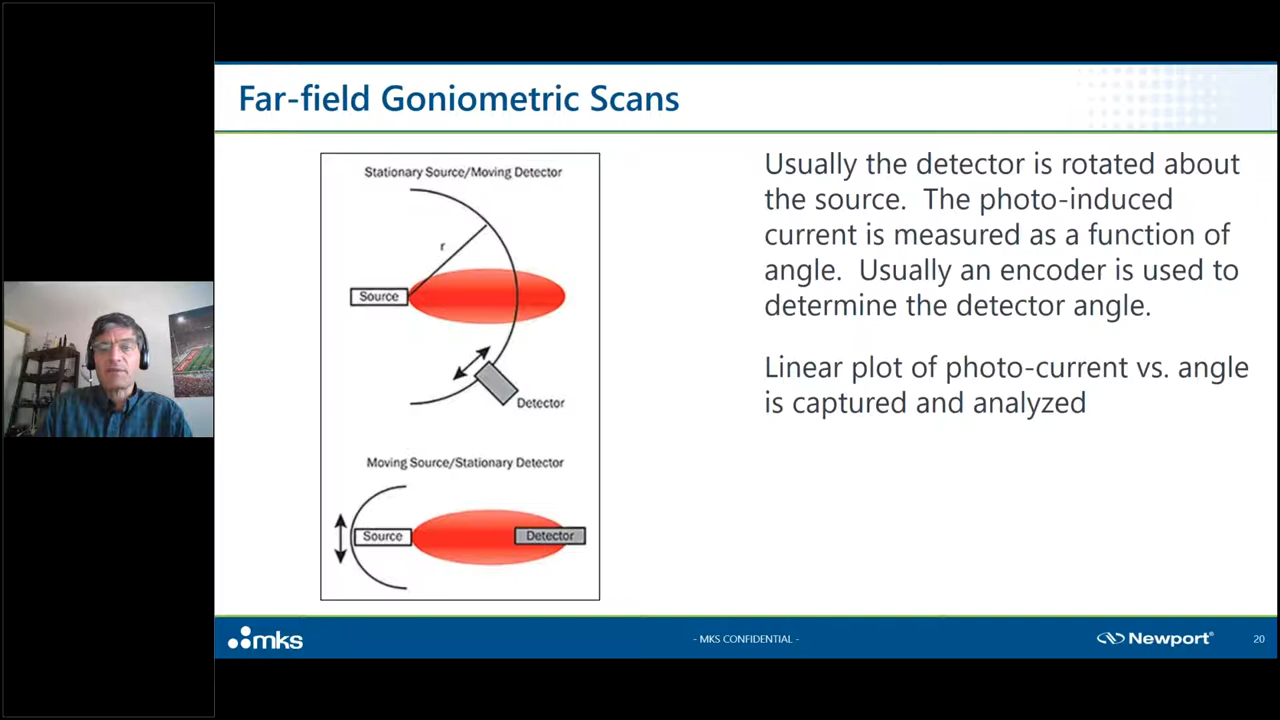 Far-field Goniometric Scans
Stationary Source/Moving Detector
r
Source
Detector
Moving Source/Stationary Detector
Source
Detector
Usually the detector is rotated about
the source. The photo-induced
current is measured as a function of
angle. Usually an encoder is used to
determine the detector angle.
Linear plot of photo-current vs. angle
is captured and analyzed
mks
- MKS CONFIDENTIAL -
Newport®
20